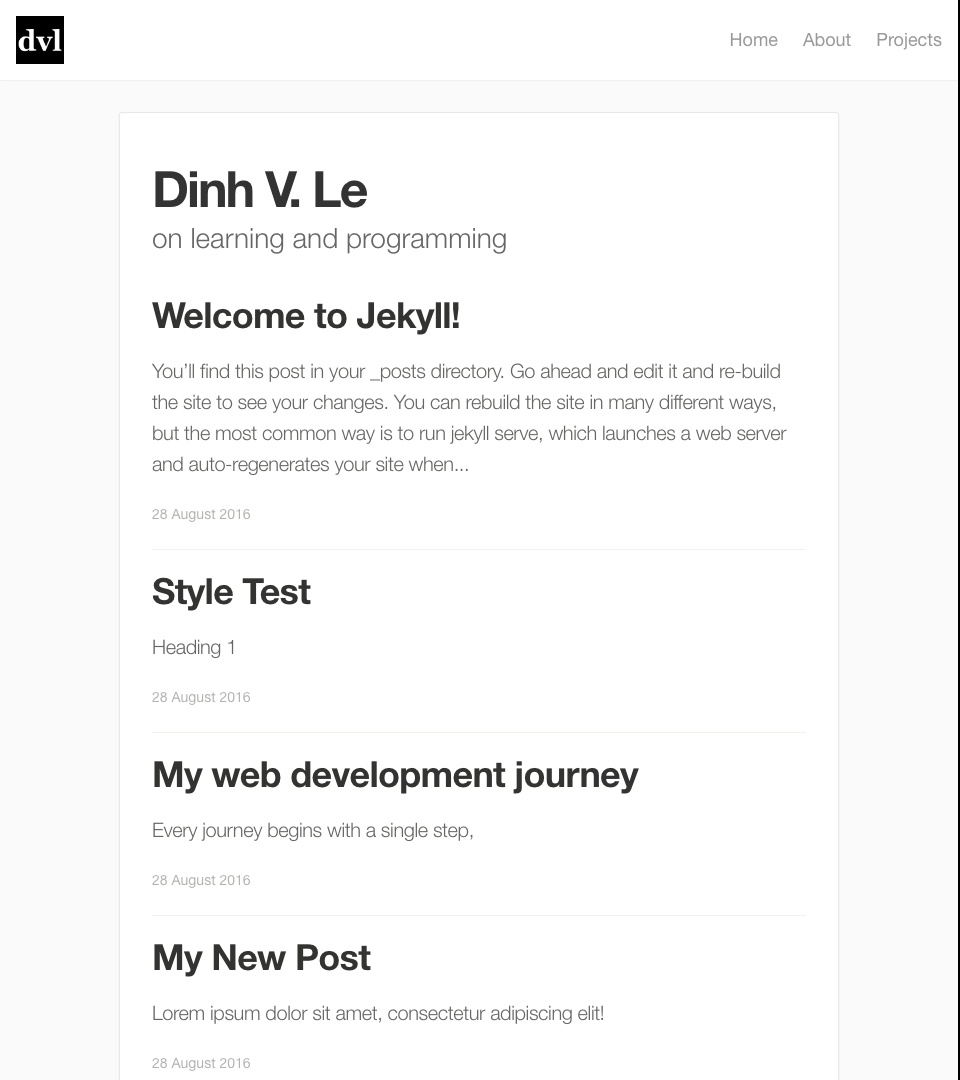 dvl
Home About Projects
Dinh V. Le
on learning and programming
Welcome to Jekyll!
You’ll find this post in your _posts directory. Go ahead and edit it and re-build
the site to see your changes. You can rebuild the site in many different ways,
but the most common way is to run jekyll serve, which launches a web server
and auto-regenerates your site when...
28 August 2016
Style Test
Heading 1
28 August 2016
My web development journey
Every journey begins with a single step,
28 August 2016
My New Post
Lorem ipsum dolor sit amet, consectetur adipiscing elit!
28 August 2016